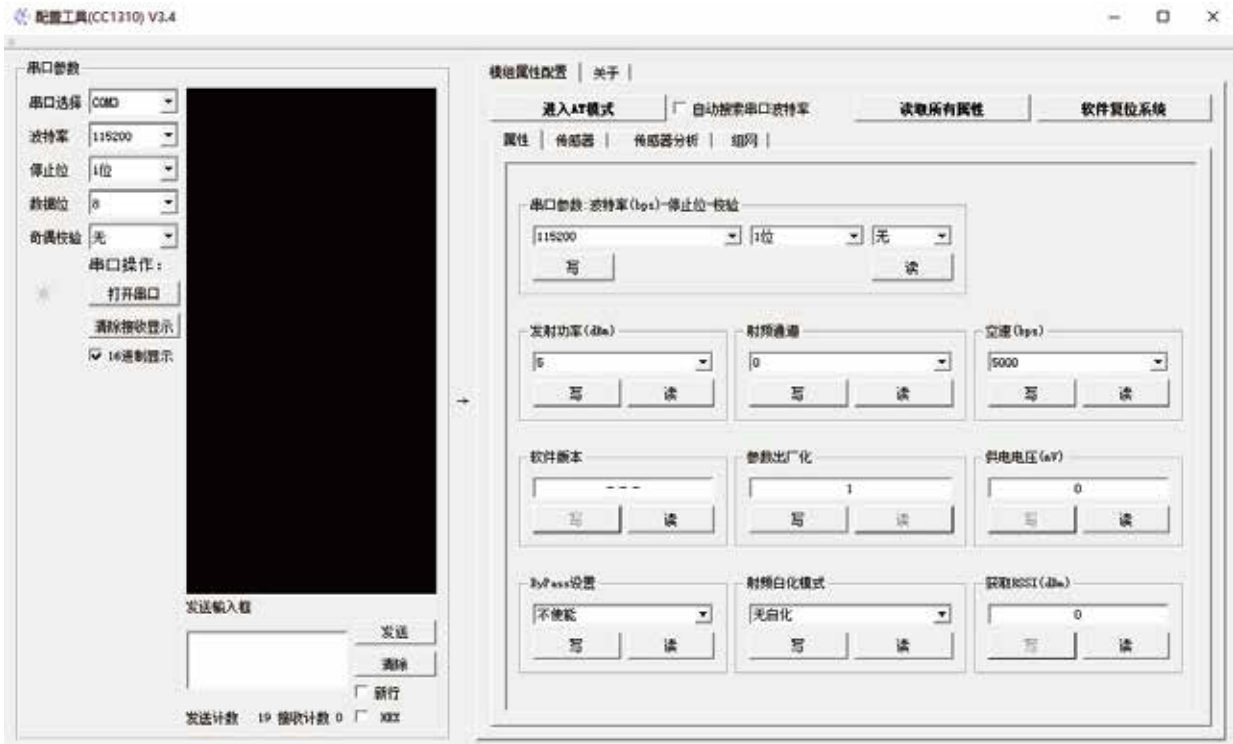 配置工具(CC1310) V3.4
串口参数
串口选择 COM3
波特率 115200
停止位 1位
数据位 8
奇偶校验 无
串口操作:
打开串口
清除接收显示
16进制显示
发送输入框
发送
清除
新行
发送计数 19 接收计数 0 HEX
→
模组属性配置 关于
进入AT模式 自动搜索串口波特率 读取所有属性 软件复位系统
属性 传感器 传感器分析 组网
串口参数:波特率(bps)-停止位-校验
115200 1位 无
写 读
发射功率(dBm) 射频通道 空速(bps)
5 0 5000
写 读 写 读 写 读
软件版本 参数出厂化 供电电压(mV)
--- 1 0
写 读 写 读 写 读
ByPass设置 射频白化模式 获取RSSI(dBm)
不使能 无白化 0
写 读 写 读 写 读